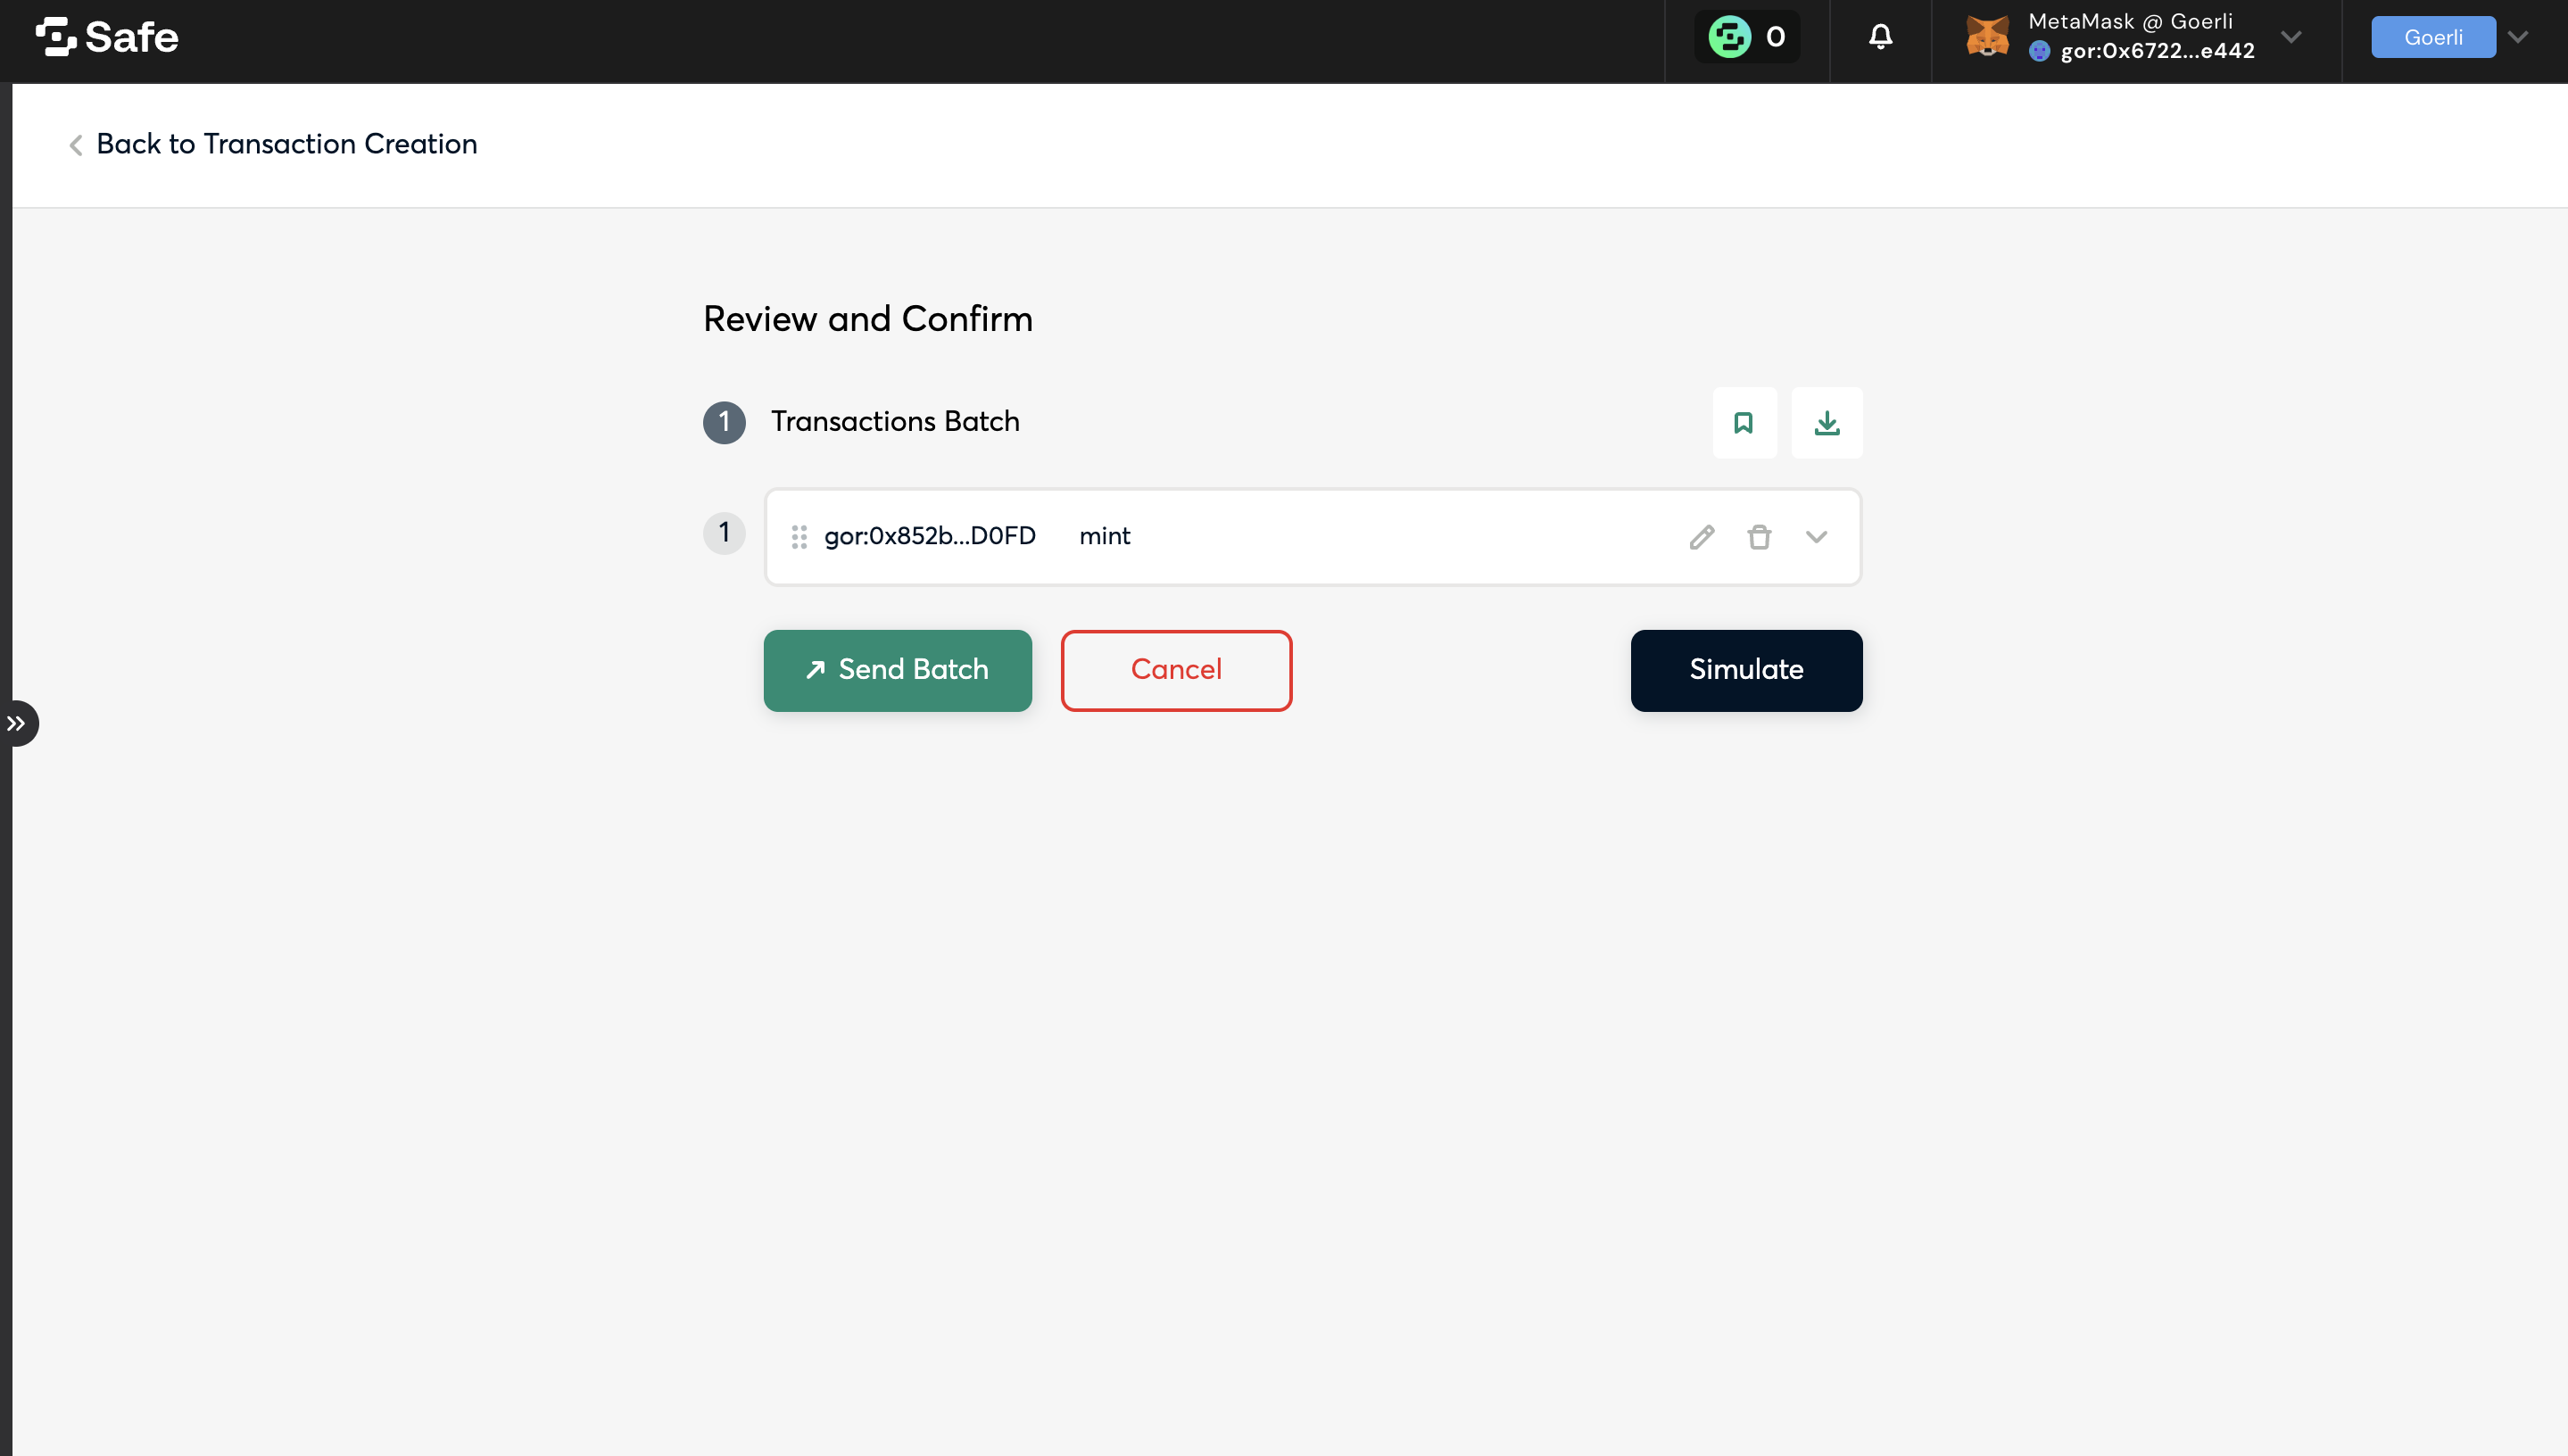 Safe
0
MetaMask @ Goerli
gor:0x6722...e442
Goerli
Back to Transaction Creation
Review and Confirm
1 Transactions Batch
1 gor:0x852b...D0FD mint
Send Batch Cancel Simulate